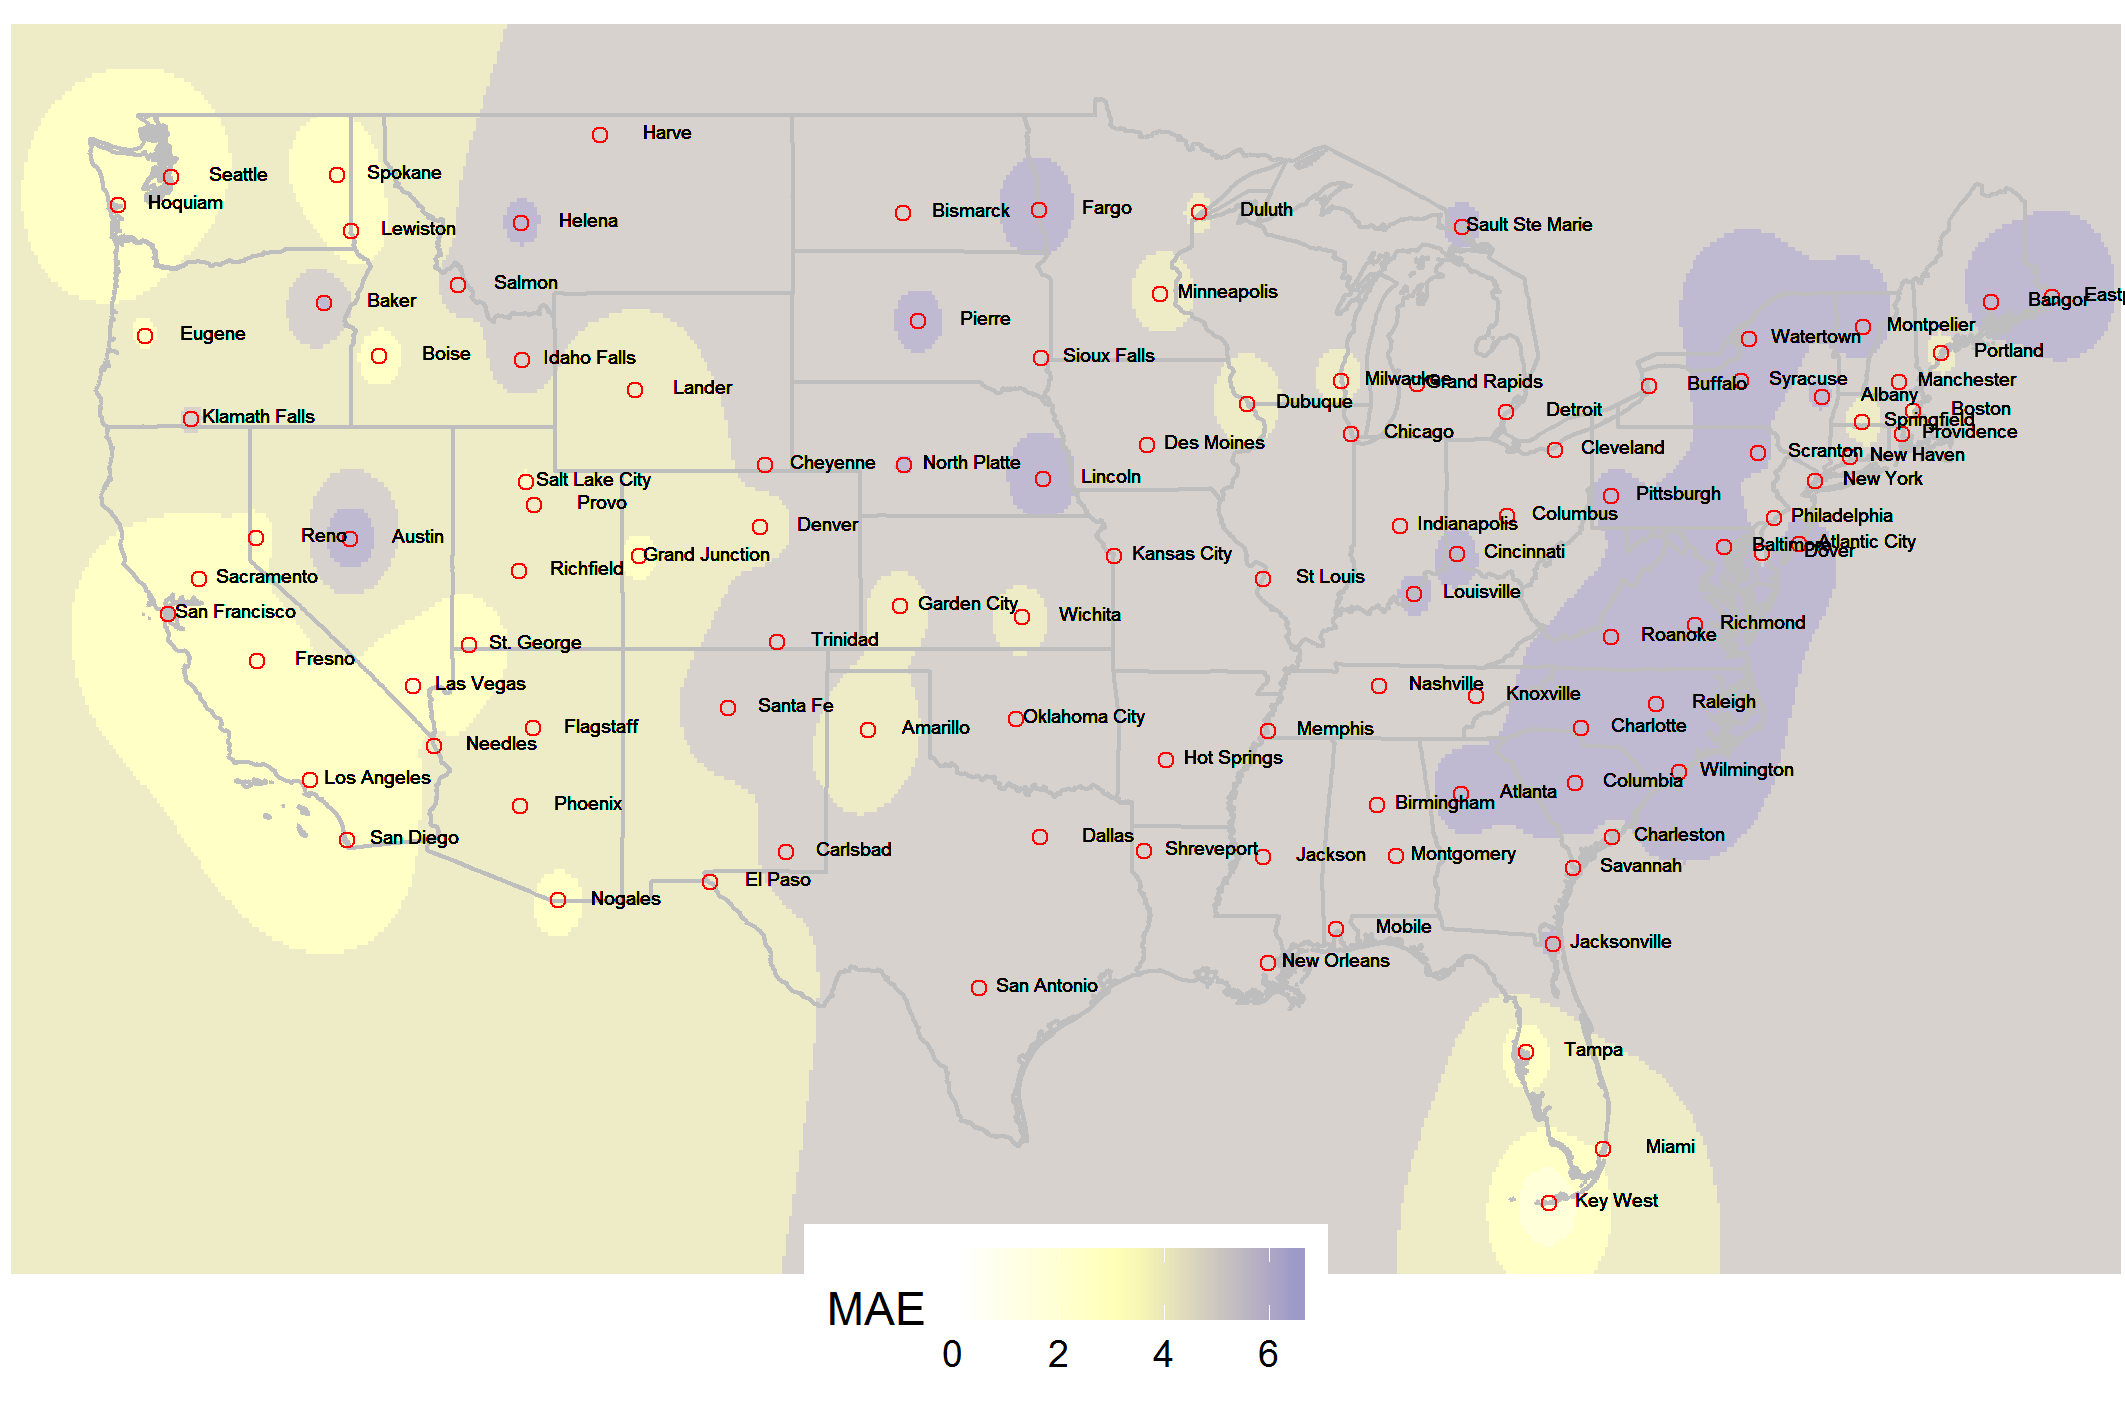 Harve
Seattle
Spokane
Hoquiam
Bismarck
Fargo
Duluth
Helena
Lewiston
Sault Ste Marie
Salmon
Minneapolis
Baker
Bangor
Eastp
Pierre
Montpelier
Eugene
Watertown
Boise
Idaho Falls
Sioux Falls
Portland
Lander
Milwaukee
Grand Rapids
Buffalo
Syracuse
Manchester
Albany
Dubuque
Detroit
Boston
Klamath Falls
Springfield
Chicago
Providence
Des Moines
Cleveland
Scranton
New Haven
Cheyenne
North Platte
Salt Lake City
Lincoln
New York
Provo
Pittsburgh
Columbus
Philadelphia
Denver
Indianapolis
Reno
Austin
Atlantic City
Baltimore
Dover
Grand Junction
Kansas City
Cincinnati
Richfield
Sacramento
St Louis
Louisville
San Francisco
Garden City
Wichita
Richmond
Roanoke
St. George
Trinidad
Fresno
Las Vegas
Nashville
Knoxville
Raleigh
Santa Fe
Oklahoma City
Flagstaff
Amarillo
Memphis
Charlotte
Needles
Hot Springs
Wilmington
Los Angeles
Columbia
Atlanta
Phoenix
Birmingham
San Diego
Dallas
Charleston
Carlsbad
Shreveport
Jackson
Montgomery
Savannah
El Paso
Nogales
Mobile
Jacksonville
New Orleans
San Antonio
Tampa
Miami
Key West
MAE
0 2 4 6